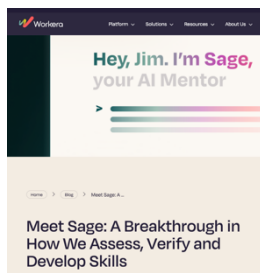 Workera
Platform Solutions Resources About Us
Hey, Jim. I'm Sage,
your AI Mentor
>
Home > Blog > Meet Sage: A ...
Meet Sage: A Breakthrough in
How We Assess, Verify and
Develop Skills